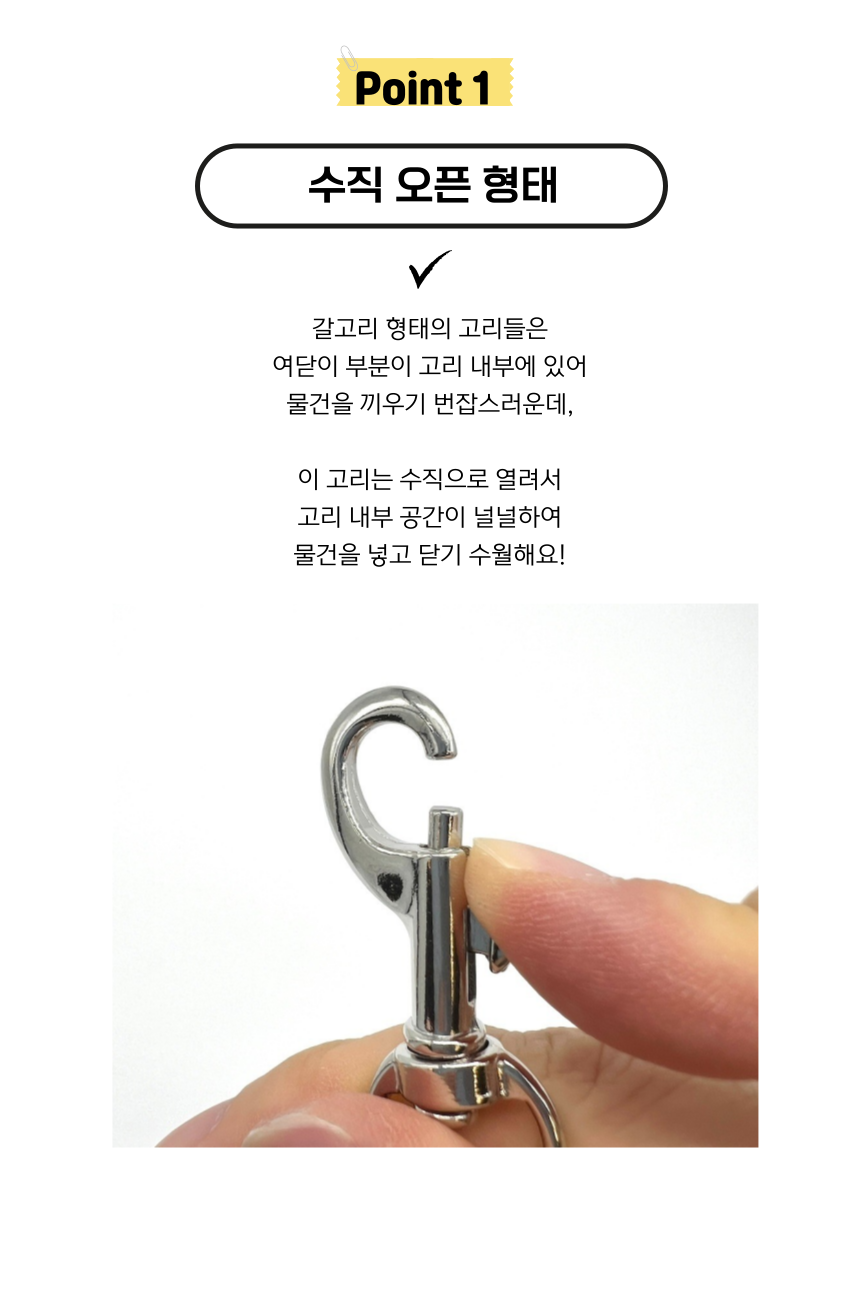 Point 1
수직 오픈 형태
갈고리 형태의 고리들은
여닫이 부분이 고리 내부에 있어
물건을 끼우기 번잡스러운데,
이 고리는 수직으로 열려서
고리 내부 공간이 널널하여
물건을 넣고 닫기 수월해요!